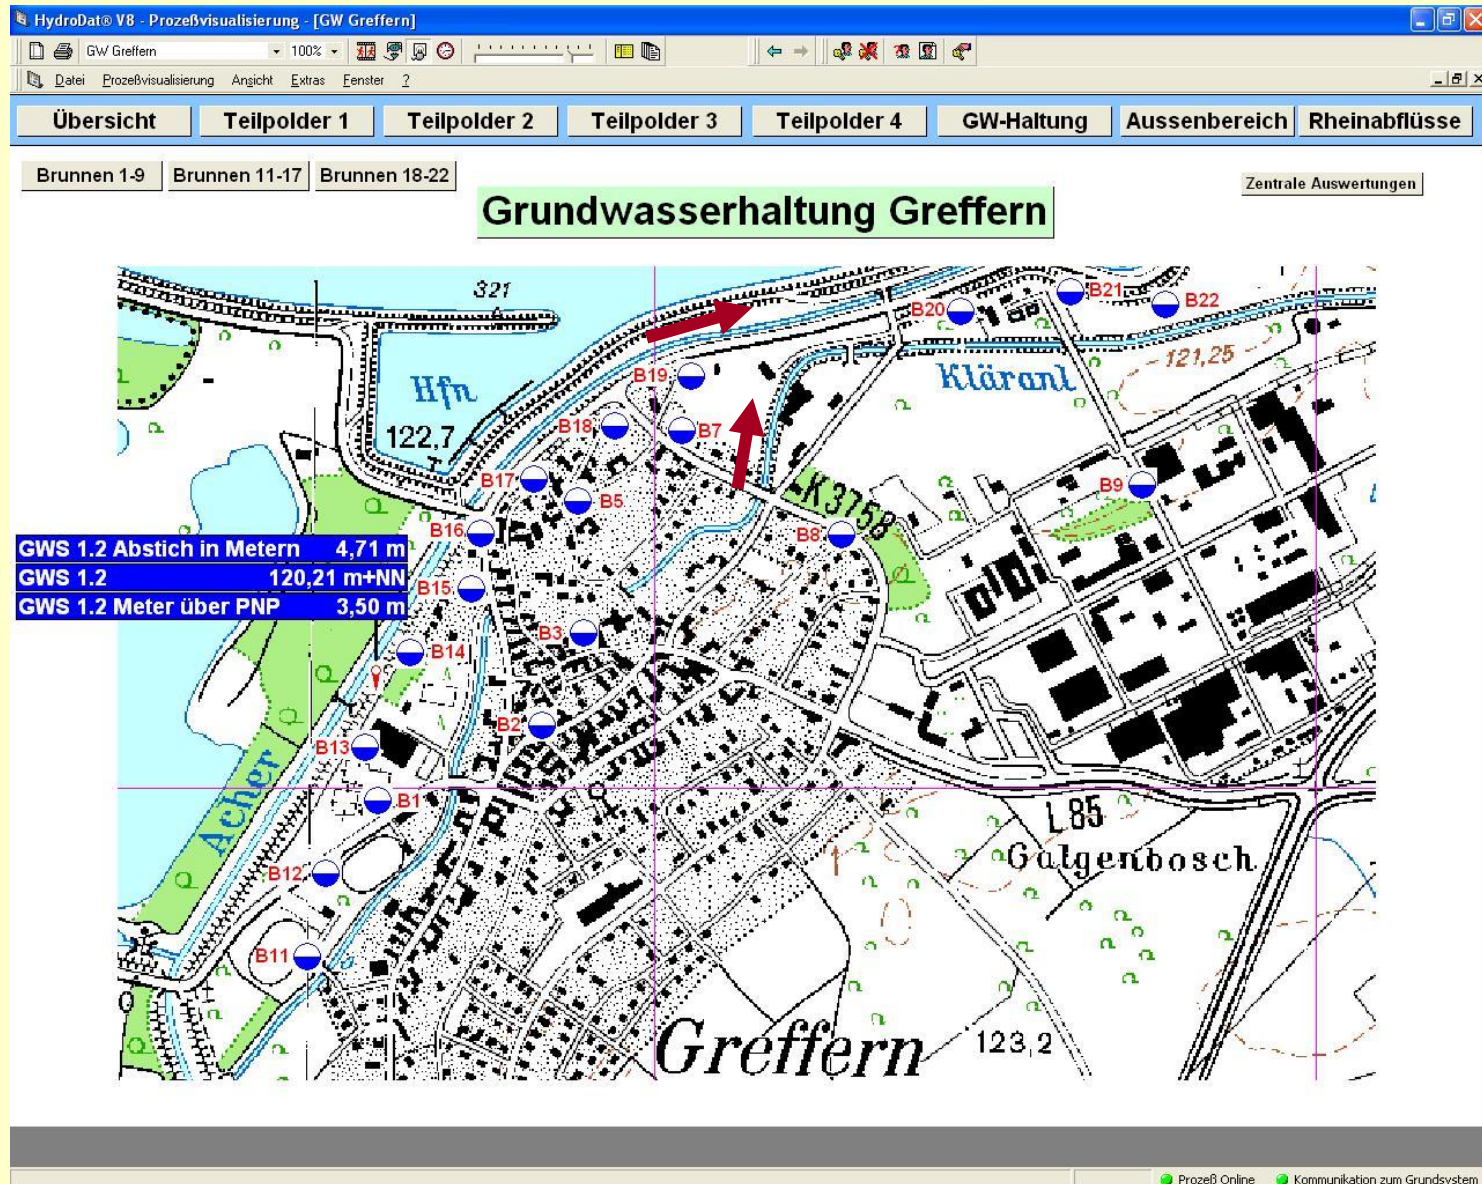 HydroDat® V8 - Prozeßvisualisierung - [GW Greffern]
GW Greffern 100%
Datei Prozeßvisualisierung Ansicht Extras Fenster ?
Übersicht Teilpolder 1 Teilpolder 2 Teilpolder 3 Teilpolder 4 GW-Haltung Aussenbereich Rheinabflüsse
Brunnen 1-9 Brunnen 11-17 Brunnen 18-22
Zentrale Auswertungen
Grundwasserhaltung Greffern
321
B21
B22
B20
121,25
B19
Hfn
Kläranl
B18
B7
122,7
B17
B5
K3758
B9
B16
B8
GWS 1.2 Abstich in Metern 4,71 m
GWS 1.2 120,21 m+NN
B15
GWS 1.2 Meter über PNP 3,50 m
B3
B14
B2
B13
Acher
B1
L 85
Galgenbosch
B12
B11
Greffern
123,2
Prozeß Online Kommunikation zum Grundsystem